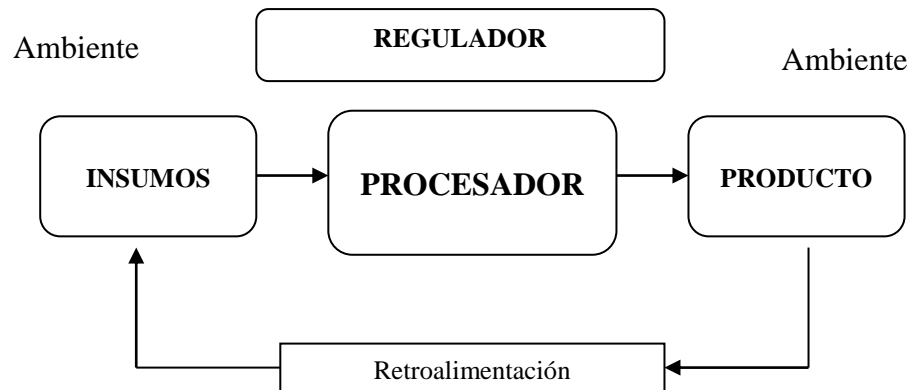 REGULADOR
Ambiente
Ambiente
INSUMOS
PROCESADOR
PRODUCTO
Retroalimentación